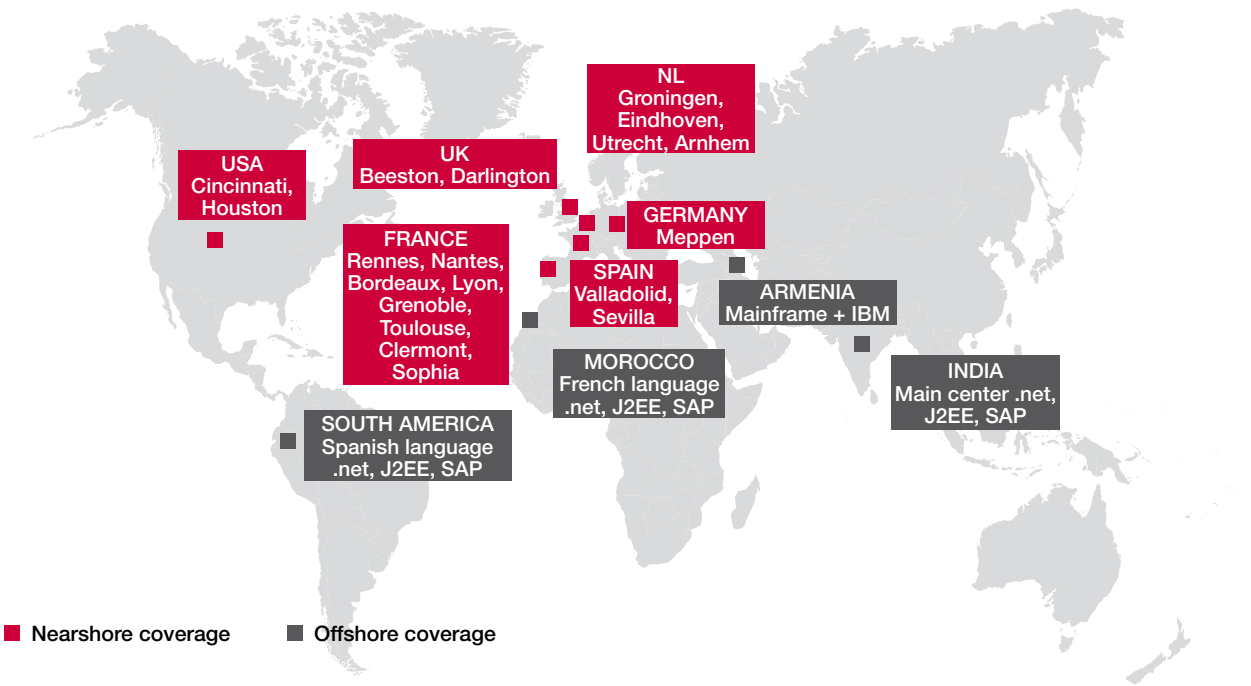 NL
Groningen,
Eindhoven,
Utrecht, Arnhem
UK
Beeston, Darlington
USA
Cincinnati,
Houston
GERMANY
Meppen
FRANCE
Rennes, Nantes,
Bordeaux, Lyon,
Grenoble,
Toulouse,
Clermont,
Sophia
SPAIN
Valladolid,
Sevilla
ARMENIA
Mainframe + IBM
MOROCCO
French language
.net, J2EE, SAP
INDIA
Main center .net,
J2EE, SAP
SOUTH AMERICA
Spanish language
.net, J2EE, SAP
Nearshore coverage
Offshore coverage